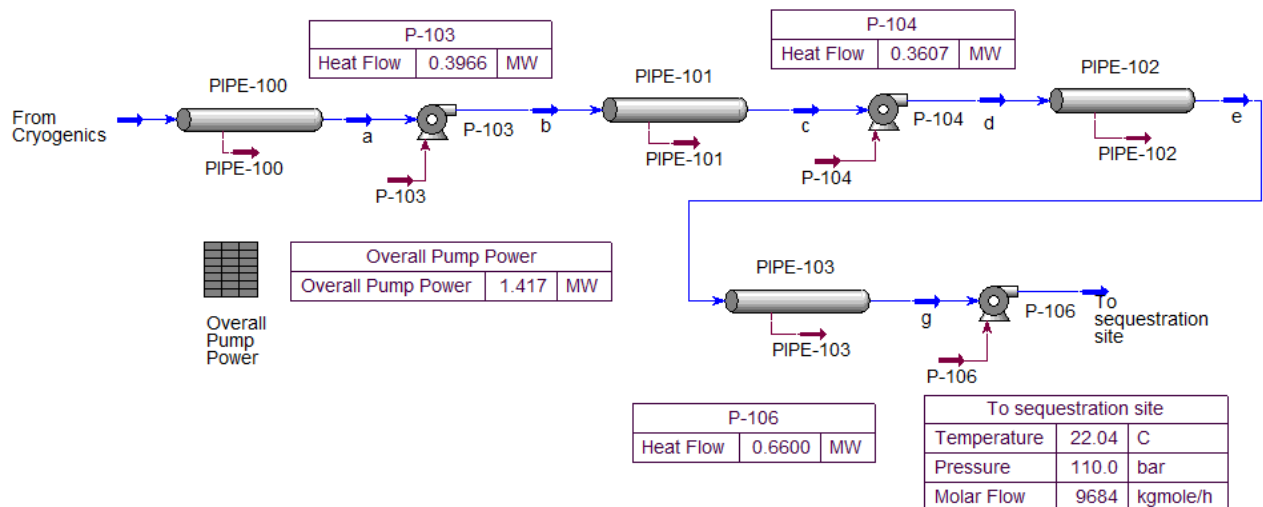 P-103
Heat Flow 0.3966 MW
P-104
Heat Flow 0.3607 MW
PIPE-100
PIPE-101
PIPE-102
From
Cryogenics
a
P-103
b
c
P-104
d
e
PIPE-100
P-103
PIPE-101
P-104
PIPE-102
Overall Pump Power
Overall Pump Power 1.417 MW
Overall
Pump
Power
PIPE-103
g
P-106
To
sequestration
site
PIPE-103
P-106
P-106
Heat Flow 0.6600 MW
To sequestration site
Temperature 22.04 C
Pressure 110.0 bar
Molar Flow 9684 kgmole/h